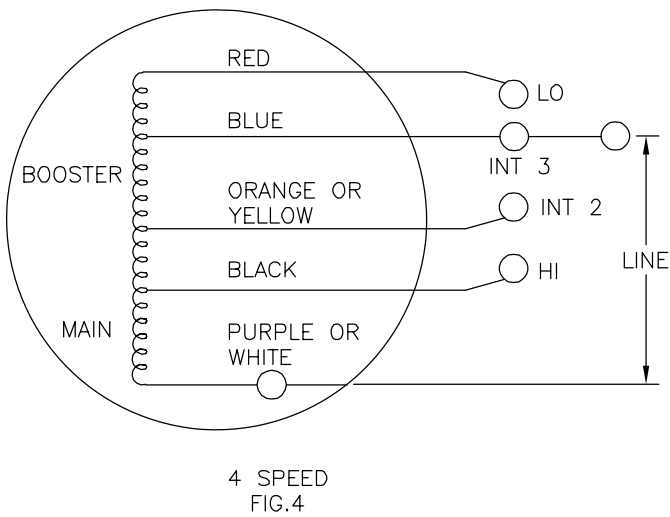 RED
LO
BLUE
INT 3
BOOSTER
ORANGE OR
YELLOW
INT 2
BLACK
HI
LINE
MAIN
PURPLE OR
WHITE
4 SPEED
FIG.4